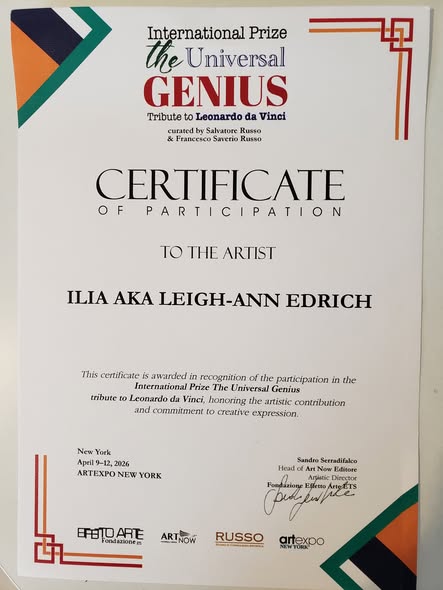 International Prize
the Universal
GENIUS
Tribute to Leonardo da Vinci
curated by Salvatore Russo
& Francesco Saverio Russo
CERTIFICATE
OF PARTICIPATION
TO THE ARTIST
ILIA AKA LEIGH-ANN EDRICH
This certificate is awarded in recognition of the participation in the
International Prize The Universal Genius
tribute to Leonardo da Vinci, honoring the artistic contribution
and commitment to creative expression.
New York
April 9-12, 2026
ARTEXPO NEW YORK
Sandro Serradifalco
Head of Art Now Editore
Artistic Director
Fondazione Effetto Arte ETS
EFFETTO ARTE
Fondazione
ART NOW
RUSSO
artexpo
NEW YORK